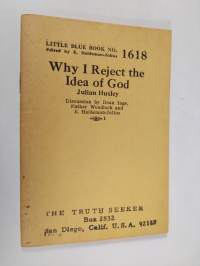 LITTLE BLUE BOOK NO. 1618
Edited by E. Haldeman-Julius
Why I Reject the
Idea of God
Julian Huxley
Discussion by Dean Inge,
Father Woodlock and
E. Haldeman-Julius
THE TRUTH SEEKER
Box 2832
San Diego, Calif. U.S.A. 92112